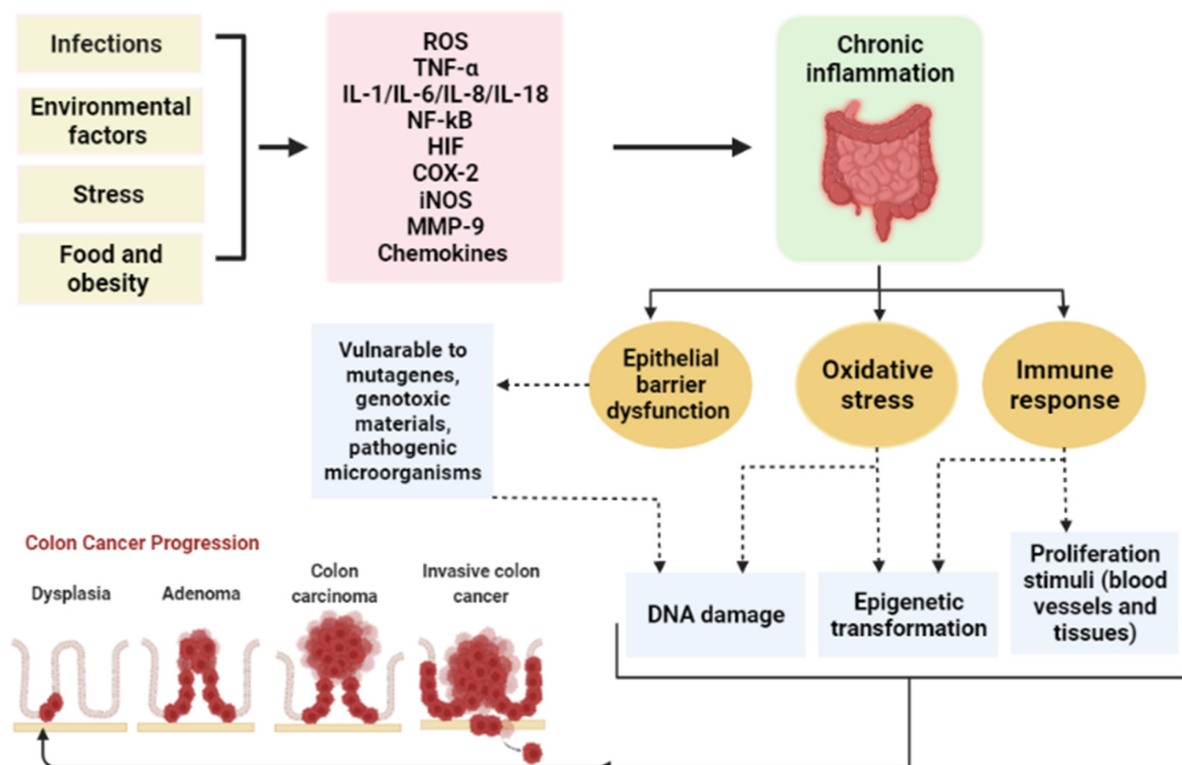 Infections
Environmental
factors
Stress
Food and
obesity
ROS
TNF-α
IL-1/IL-6/IL-8/IL-18
NF-kB
HIF
COX-2
iNOS
MMP-9
Chemokines
Chronic
inflammation
Epithelial
barrier
dysfunction
Oxidative
stress
Immune
response
Vulnarable to
mutagenes,
genotoxic
materials,
pathogenic
microorganisms
DNA damage
Epigenetic
transformation
Proliferation
stimuli (blood
vessels and
tissues)
Colon Cancer Progression
Dysplasia
Adenoma
Colon
carcinoma
Invasive colon
cancer